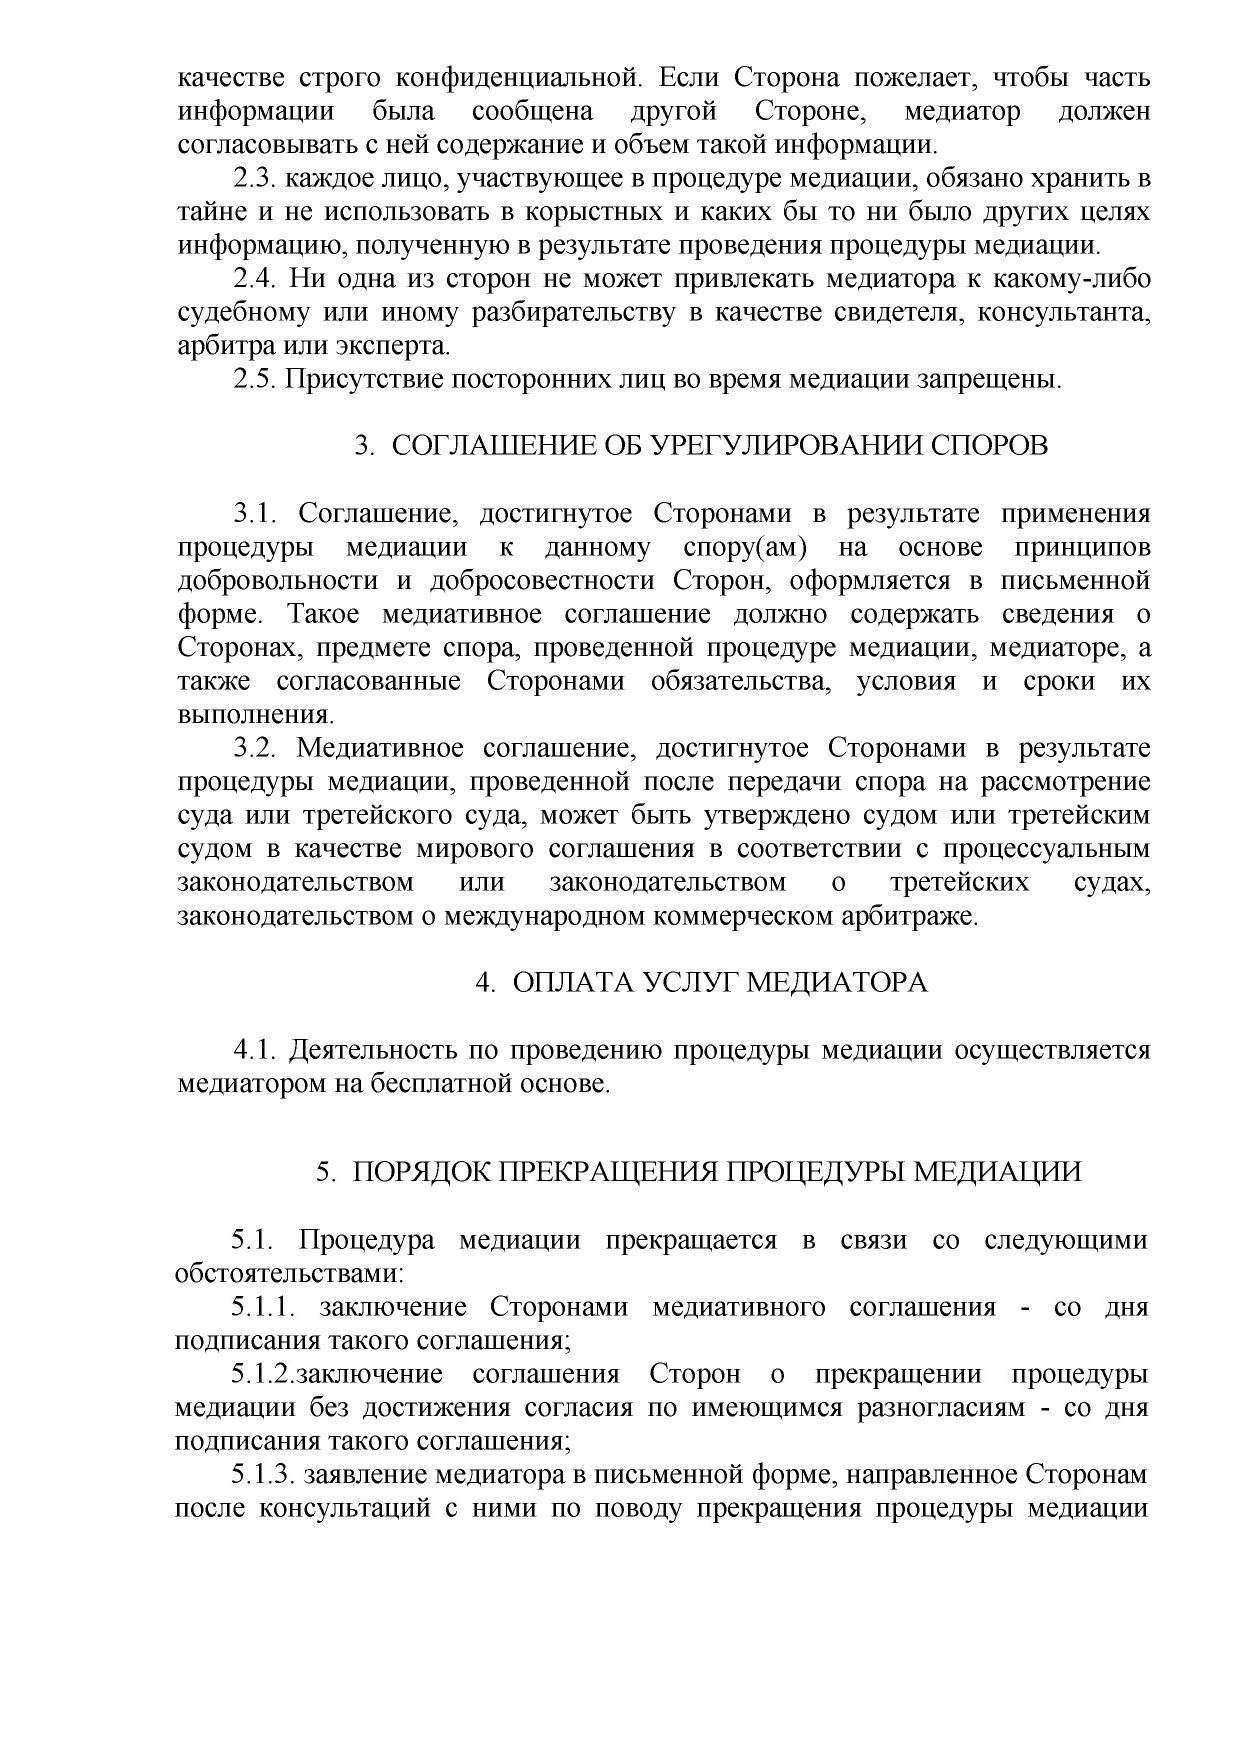 качестве строго конфиденциальной. Если Сторона пожелает, чтобы часть
информации была сообщена другой Стороне, медиатор должен
согласовывать с ней содержание и объем такой информации.
2.3. каждое лицо, участвующее в процедуре медиации, обязано хранить в
тайне и не использовать в корыстных и каких бы то ни было других целях
информацию, полученную в результате проведения процедуры медиации.
2.4. Ни одна из сторон не может привлекать медиатора к какому-либо
судебному или иному разбирательству в качестве свидетеля, консультанта,
арбитра или эксперта.
2.5. Присутствие посторонних лиц во время медиации запрещены.
3. СОГЛАШЕНИЕ ОБ УРЕГУЛИРОВАНИИ СПОРОВ
3.1. Соглашение, достигнутое Сторонами в результате применения
процедуры медиации к данному спору(ам) на основе принципов
добровольности и добросовестности Сторон, оформляется в письменной
форме. Такое медиативное соглашение должно содержать сведения о
Сторонах, предмете спора, проведенной процедуре медиации, медиаторе, а
также согласованные Сторонами обязательства, условия и сроки их
выполнения.
3.2. Медиативное соглашение, достигнутое Сторонами в результате
процедуры медиации, проведенной после передачи спора на рассмотрение
суда или третейского суда, может быть утверждено судом или третейским
судом в качестве мирового соглашения в соответствии с процессуальным
законодательством или законодательством о третейских судах,
законодательством о международном коммерческом арбитраже.
4. ОПЛАТА УСЛУГ МЕДИАТОРА
4.1. Деятельность по проведению процедуры медиации осуществляется
медиатором на бесплатной основе.
5. ПОРЯДОК ПРЕКРАЩЕНИЯ ПРОЦЕДУРЫ МЕДИАЦИИ
5.1. Процедура медиации прекращается в связи со следующими
обстоятельствами:
5.1.1. заключение Сторонами медиативного соглашения - со дня
подписания такого соглашения;
5.1.2.заключение соглашения Сторон о прекращении процедуры
медиации без достижения согласия по имеющимся разногласиям - со дня
подписания такого соглашения;
5.1.3. заявление медиатора в письменной форме, направленное Сторонам
после консультаций с ними по поводу прекращения процедуры медиации